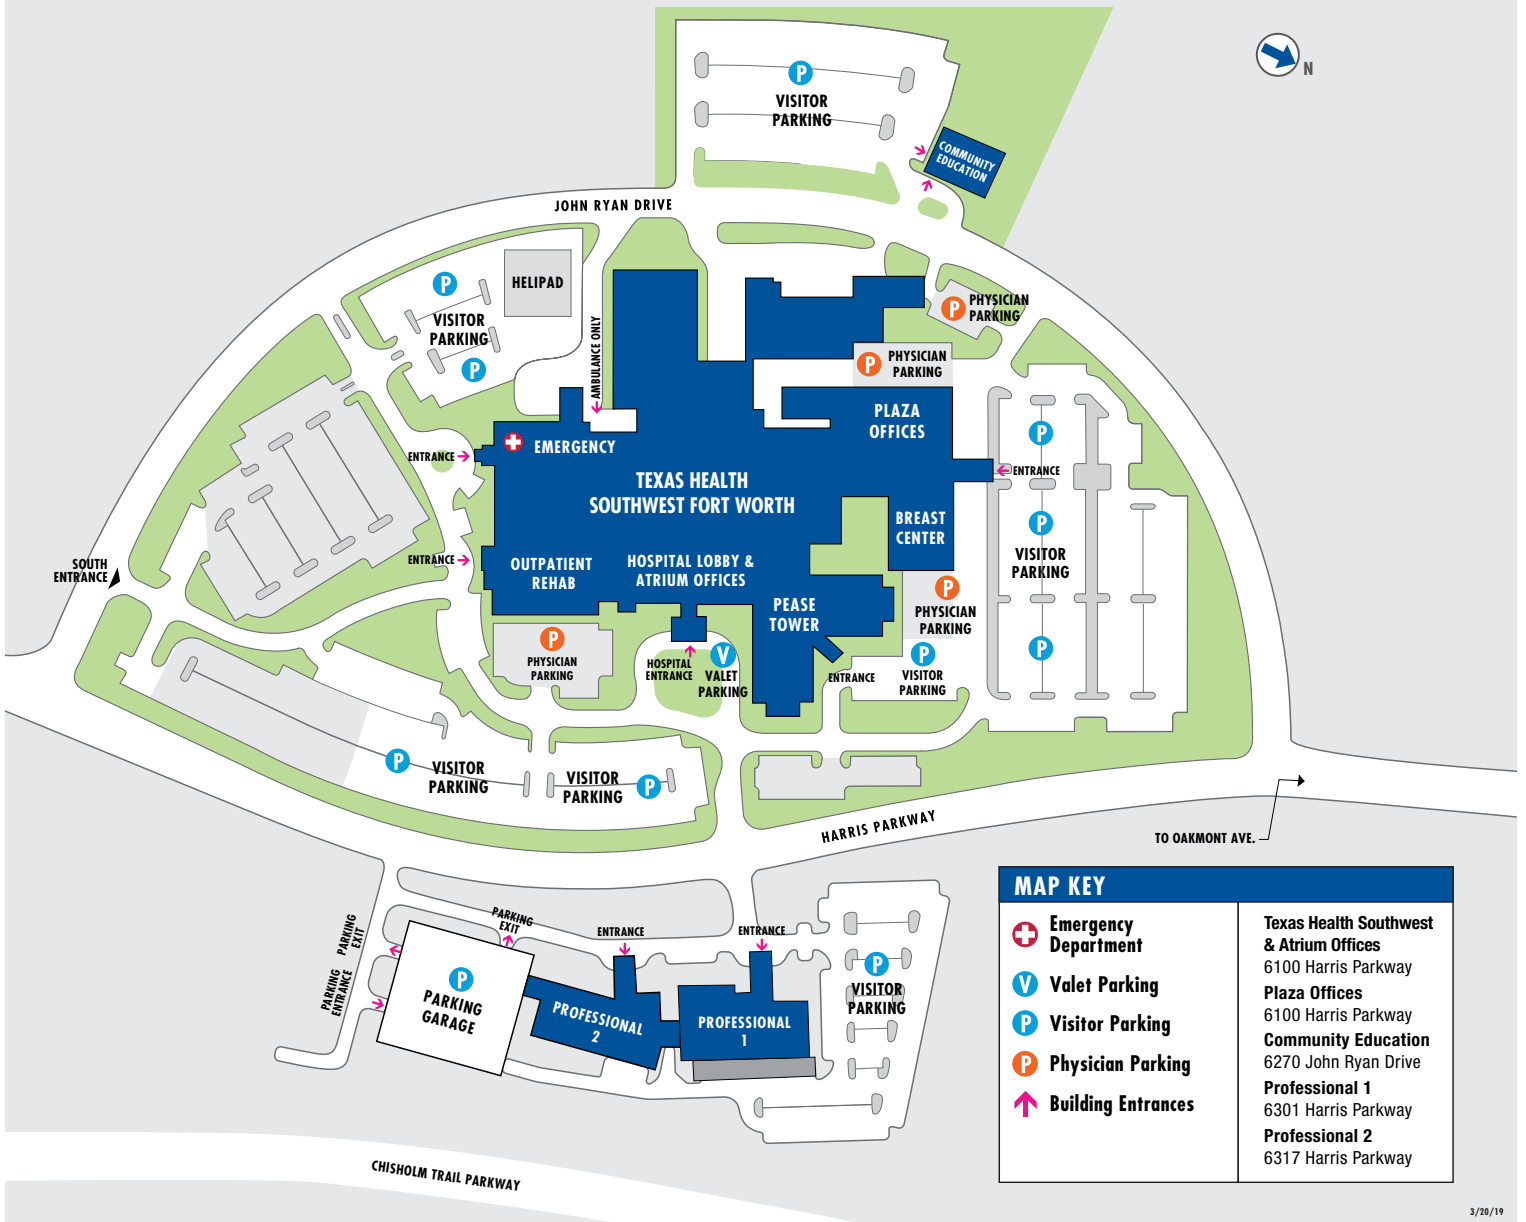 P
VISITOR
PARKING
N
COMMUNITY
EDUCATION
JOHN RYAN DRIVE
P
HELIPAD
VISITOR
PARKING
P
AMBULANCE ONLY
P
PHYSICIAN
PARKING
P
PHYSICIAN
PARKING
PLAZA
OFFICES
P
EMERGENCY
ENTRANCE
ENTRANCE
TEXAS HEALTH
SOUTHWEST FORT WORTH
BREAST
CENTER
P
VISITOR
PARKING
SOUTH
ENTRANCE
ENTRANCE
OUTPATIENT
REHAB
HOSPITAL LOBBY &
ATRIUM OFFICES
PEASE
TOWER
P
PHYSICIAN
PARKING
P
P
PHYSICIAN
PARKING
HOSPITAL
ENTRANCE
V
VALET
PARKING
ENTRANCE
P
VISITOR
PARKING
P
VISITOR
PARKING
VISITOR
PARKING
P
HARRIS PARKWAY
TO OAKMONT AVE.
PARKING
EXIT
PARKING
EXIT
ENTRANCE
ENTRANCE
PARKING
ENTRANCE
P
PARKING
GARAGE
PROFESSIONAL
2
PROFESSIONAL
1
P
VISITOR
PARKING
CHISHOLM TRAIL PARKWAY
MAP KEY
Emergency
Department
V Valet Parking
P Visitor Parking
P Physician Parking
Building Entrances
Texas Health Southwest
& Atrium Offices
6100 Harris Parkway
Plaza Offices
6100 Harris Parkway
Community Education
6270 John Ryan Drive
Professional 1
6301 Harris Parkway
Professional 2
6317 Harris Parkway
3/20/19